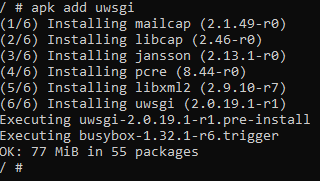 / # apk add uwsgi
(1/6) Installing mailcap (2.1.49-r0)
(2/6) Installing libcap (2.46-r0)
(3/6) Installing jansson (2.13.1-r0)
(4/6) Installing pcre (8.44-r0)
(5/6) Installing libxml2 (2.9.10-r7)
(6/6) Installing uwsgi (2.0.19.1-r1)
Executing uwsgi-2.0.19.1-r1.pre-install
Executing busybox-1.32.1-r6.trigger
OK: 77 MiB in 55 packages
/ #